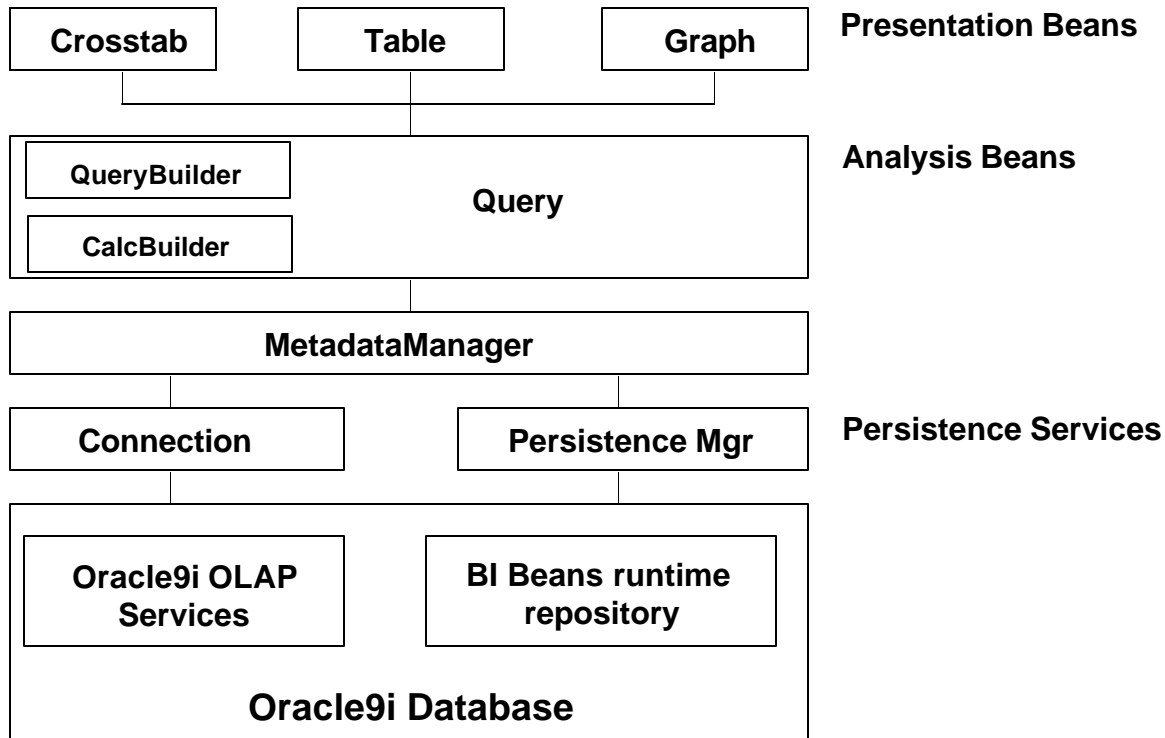 Crosstab
Table
Graph
Presentation Beans
QueryBuilder
Query
CalcBuilder
Analysis Beans
MetadataManager
Connection
Persistence Mgr
Persistence Services
Oracle9i OLAP
Services
BI Beans runtime
repository
Oracle9i Database